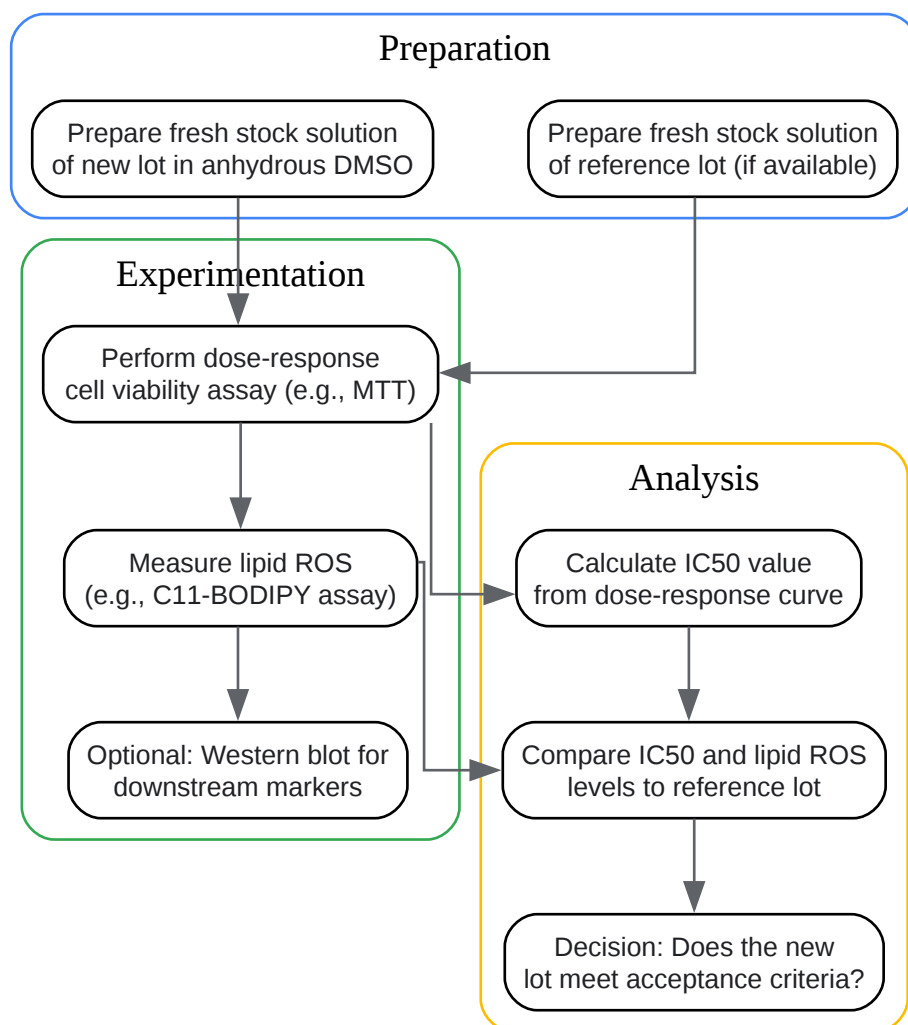 Preparation
Prepare fresh stock solution
of new lot in anhydrous DMSO
Prepare fresh stock solution
of reference lot (if available)
Experimentation
Perform dose-response
cell viability assay (e.g., MTT)
Measure lipid ROS
(e.g., C11-BODIPY assay)
Optional: Western blot for
downstream markers
Analysis
Calculate IC50 value
from dose-response curve
Compare IC50 and lipid ROS
levels to reference lot
Decision: Does the new
lot meet acceptance criteria?